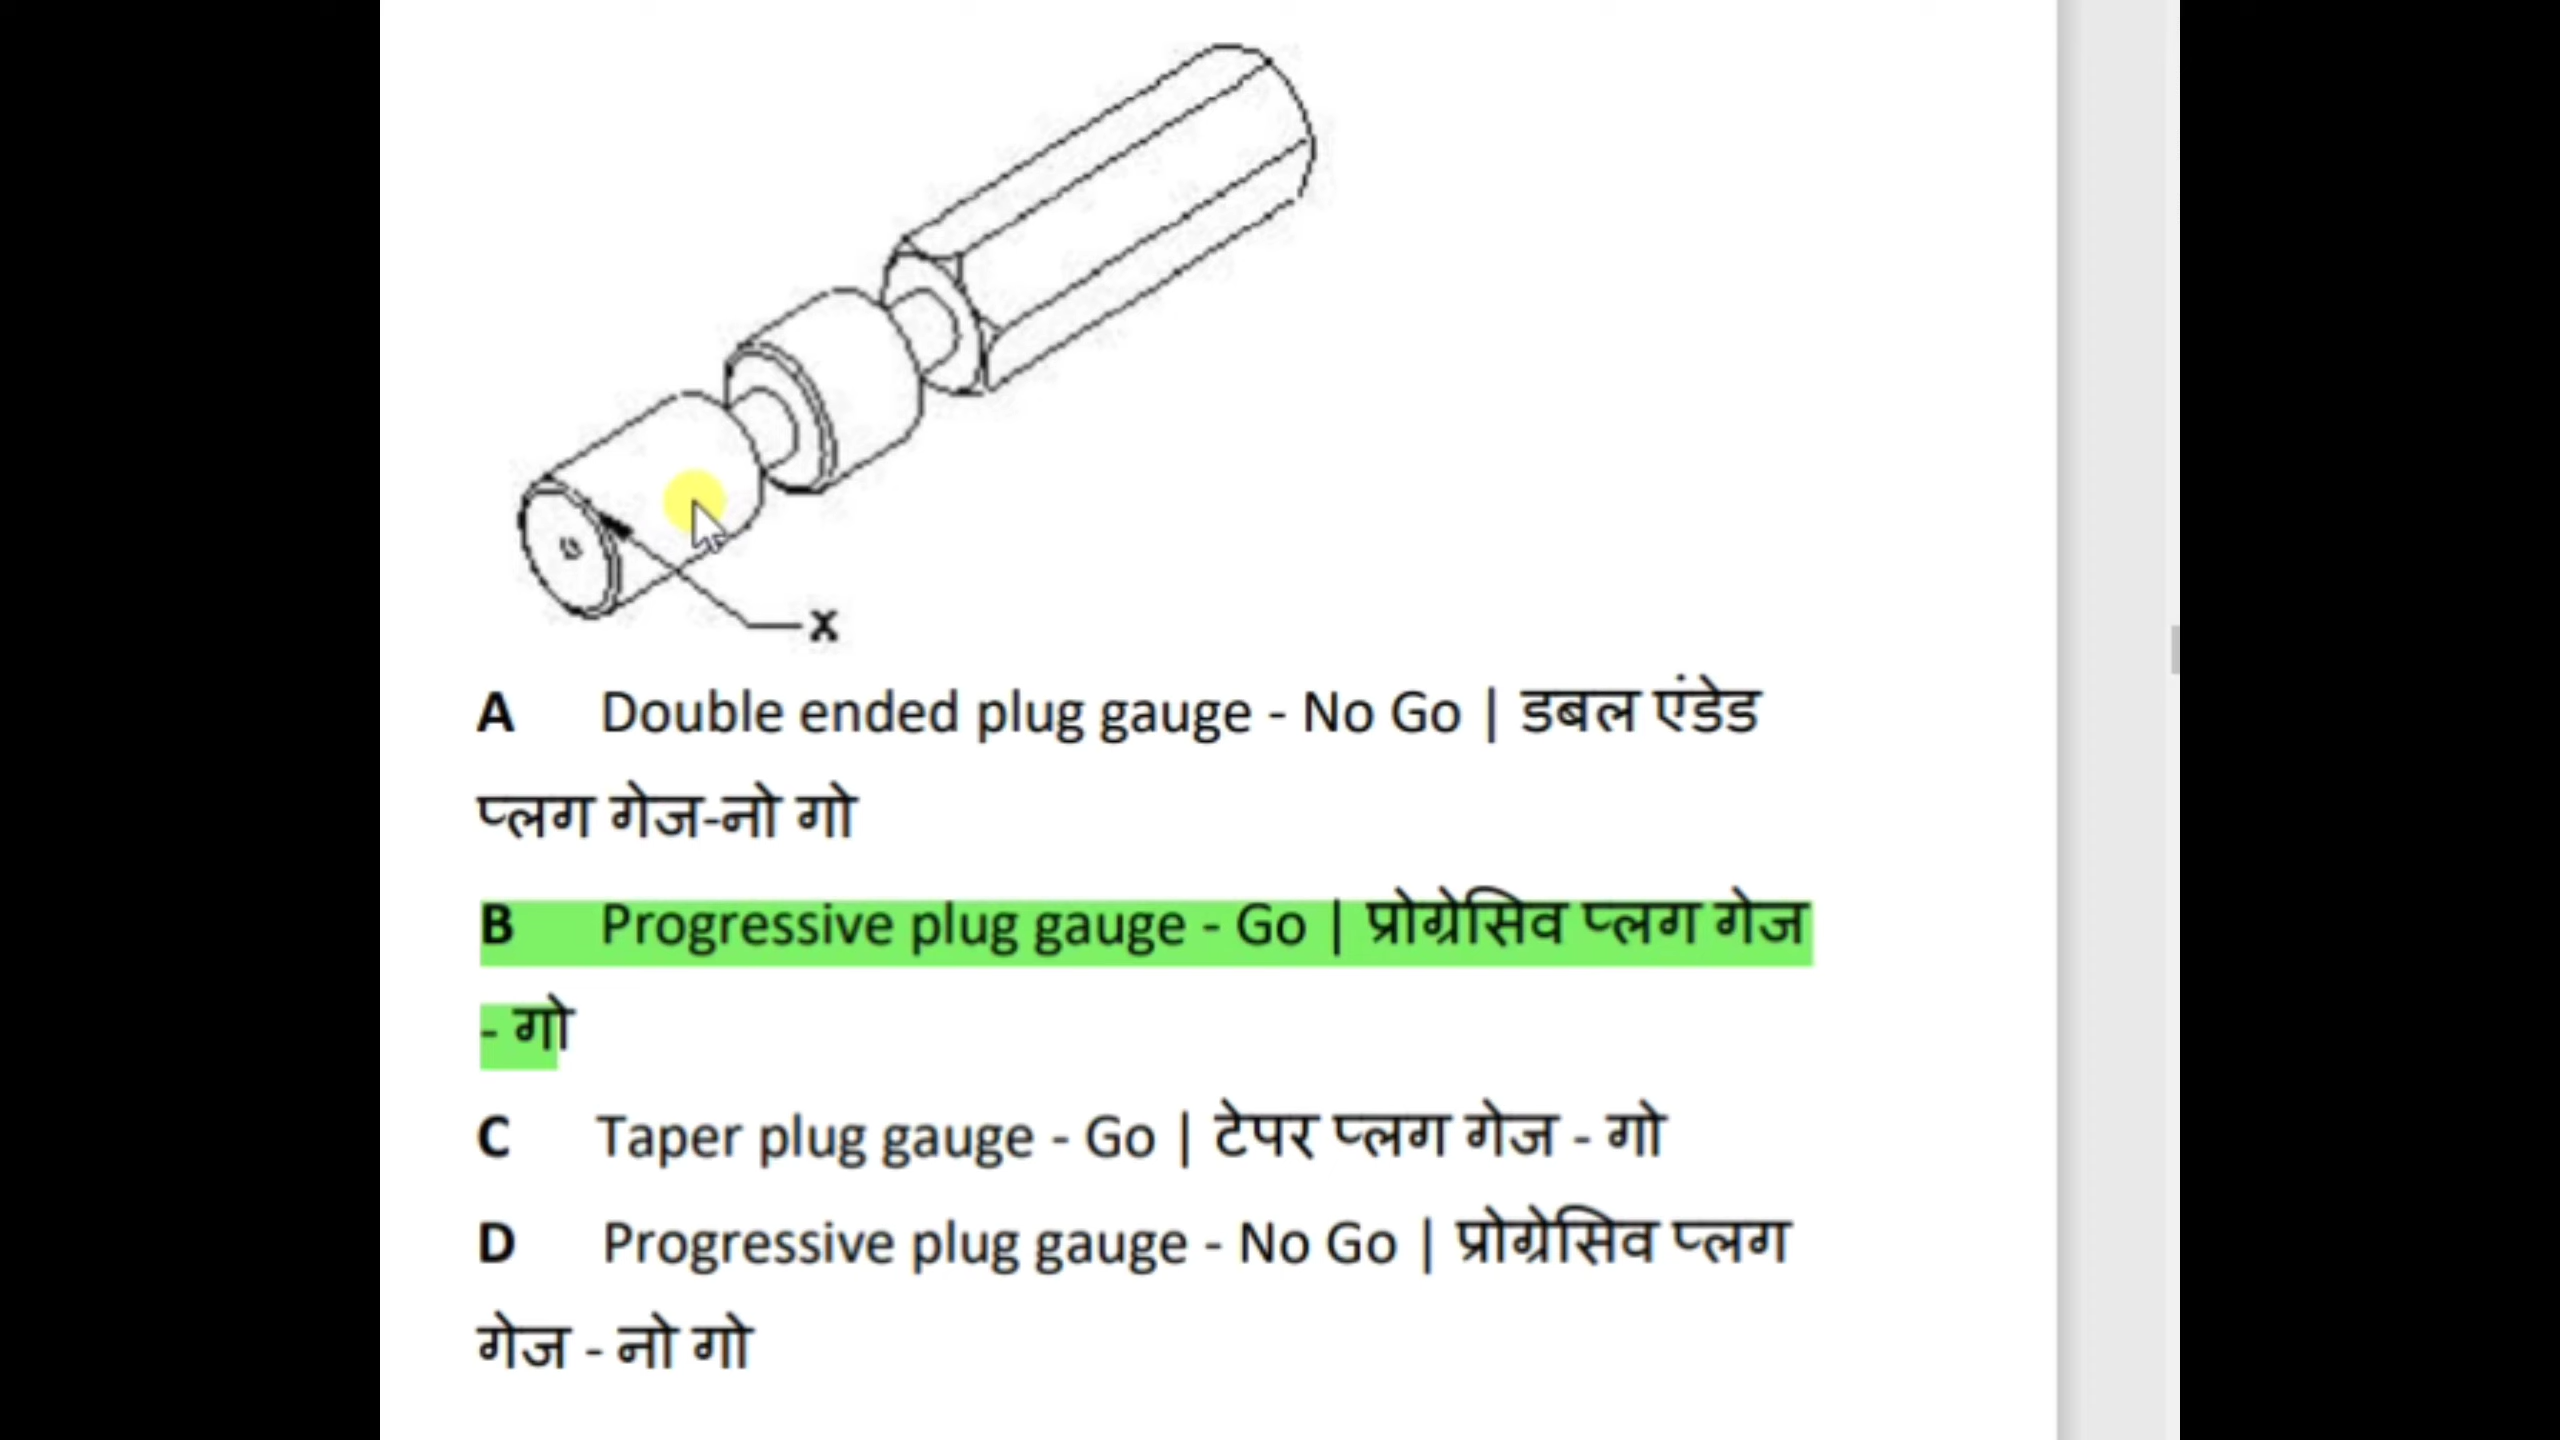 X
A Double ended plug gauge - No Go | डबल एंडेड
प्लग गेज-नो गो
B Progressive plug gauge - Go | प्रोग्रेसिव प्लग गेज
- गो
C Taper plug gauge - Go | टेपर प्लग गेज - गो
D Progressive plug gauge - No Go | प्रोग्रेसिव प्लग
गेज - नो गो